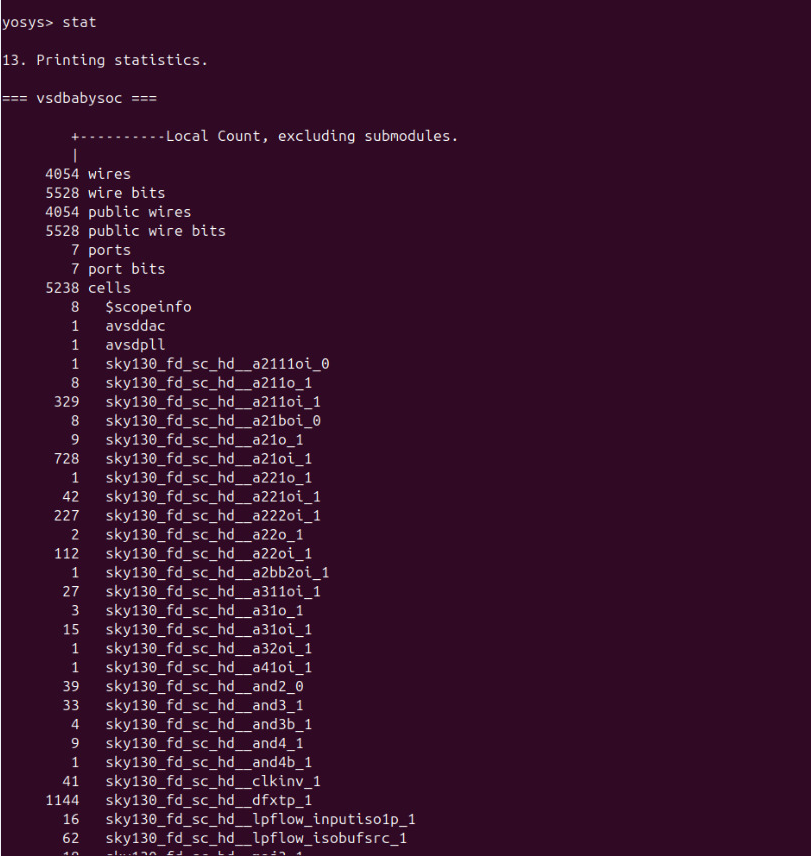 yosys> stat
13. Printing statistics.
=== vsdbabysoc ===
+----------Local Count, excluding submodules.
|
4054 wires
5528 wire bits
4054 public wires
5528 public wire bits
7 ports
7 port bits
5238 cells
8 $scopeinfo
1 avsddac
1 avsdpll
1 sky130_fd_sc_hd__a2111oi_0
8 sky130_fd_sc_hd__a211o_1
329 sky130_fd_sc_hd__a211oi_1
8 sky130_fd_sc_hd__a21boi_0
9 sky130_fd_sc_hd__a21o_1
728 sky130_fd_sc_hd__a21oi_1
1 sky130_fd_sc_hd__a221o_1
42 sky130_fd_sc_hd__a221oi_1
227 sky130_fd_sc_hd__a222oi_1
2 sky130_fd_sc_hd__a22o_1
112 sky130_fd_sc_hd__a22oi_1
1 sky130_fd_sc_hd__a2bb2oi_1
27 sky130_fd_sc_hd__a311oi_1
3 sky130_fd_sc_hd__a31o_1
15 sky130_fd_sc_hd__a31oi_1
1 sky130_fd_sc_hd__a32oi_1
1 sky130_fd_sc_hd__a41oi_1
39 sky130_fd_sc_hd__and2_0
33 sky130_fd_sc_hd__and3_1
4 sky130_fd_sc_hd__and3b_1
9 sky130_fd_sc_hd__and4_1
1 sky130_fd_sc_hd__and4b_1
41 sky130_fd_sc_hd__clkinv_1
1144 sky130_fd_sc_hd__dfxtp_1
16 sky130_fd_sc_hd__lpflow_inputiso1p_1
62 sky130_fd_sc_hd__lpflow_isobufsrc_1